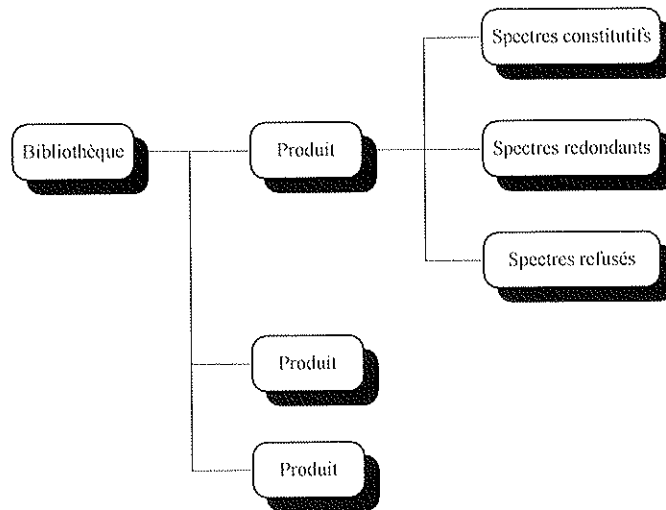 Spectres constitutifs
Bibliothèque
Produit
Spectres redondants
Spectres refusés
Produit
Produit